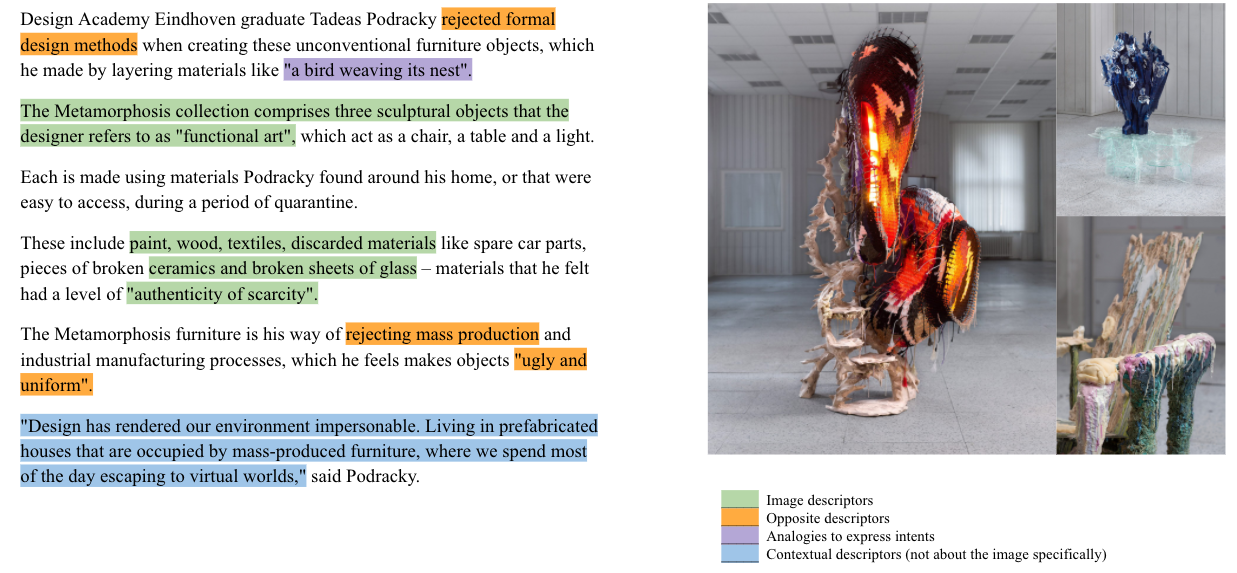 Design Academy Eindhoven graduate Tadeas Podracky rejected formal
design methods when creating these unconventional furniture objects, which
he made by layering materials like "a bird weaving its nest".
The Metamorphosis collection comprises three sculptural objects that the
designer refers to as "functional art", which act as a chair, a table and a light.
Each is made using materials Podracky found around his home, or that were
easy to access, during a period of quarantine.
These include paint, wood, textiles, discarded materials like spare car parts,
pieces of broken ceramics and broken sheets of glass – materials that he felt
had a level of "authenticity of scarcity".
The Metamorphosis furniture is his way of rejecting mass production and
industrial manufacturing processes, which he feels makes objects "ugly and
uniform".
"Design has rendered our environment impersonable. Living in prefabricated
houses that are occupied by mass-produced furniture, where we spend most
of the day escaping to virtual worlds," said Podracky.
Image descriptors
Opposite descriptors
Analogies to express intents
Contextual descriptors (not about the image specifically)